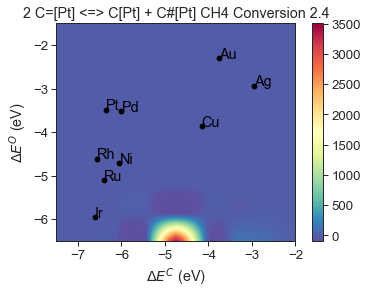 2 C=[Pt] <=> C[Pt] + C#[Pt] CH4 Conversion 2.4
ΔE^O (eV)
−2
−3
−4
−5
−6
Au
Ag
Pt
Pd
Cu
Rh
Ni
Ru
Ir
−7
−6
−5
−4
−3
−2
ΔE^C (eV)
3500
3000
2500
2000
1500
1000
500
0